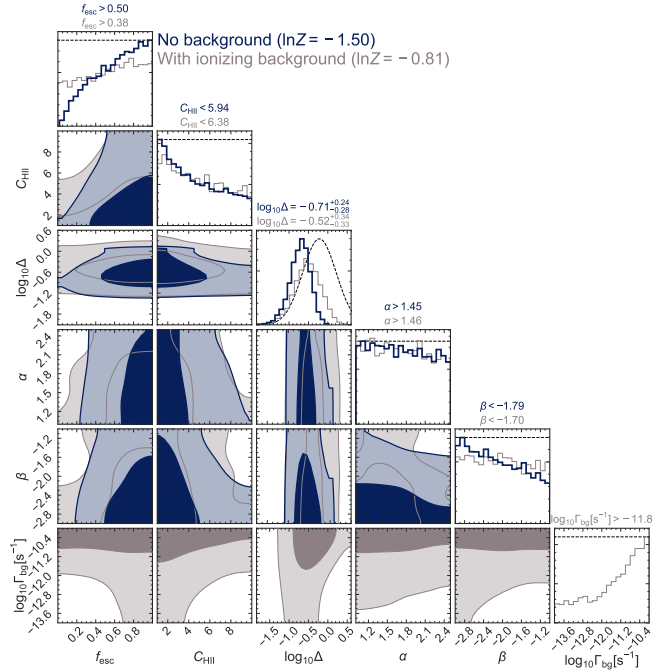 f_esc > 0.50
f_esc > 0.38
No background (lnZ = −1.50)
With ionizing background (lnZ = −0.81)
C_HII < 5.94
C_HII < 6.38
8
6
4
2
C_HII
log₁₀Δ = −0.71 +0.24 −0.28
log₁₀Δ = −0.52 +0.34 −0.33
0.6
0.0
−0.6
−1.2
−1.8
log₁₀Δ
α > 1.45
α > 1.46
2.4
2.1
1.8
1.5
1.2
α
β < −1.79
β < −1.70
−1.2
−1.6
−2.0
−2.4
−2.8
β
log₁₀Γ_bg[s⁻¹] > −11.8
−10.4
−11.2
−12.0
−12.8
−13.6
log₁₀Γ_bg[s⁻¹]
0.2 0.4 0.6 0.8 2 4 6 8 −1.5 −1.0 −0.5 0.0 0.5 1.2 1.5 1.8 2.1 2.4 −2.8 −2.4 −2.0 −1.6 −1.2 −13.6 −12.8 −12.0 −11.2 −10.4
f_esc C_HII log₁₀Δ α β log₁₀Γ_bg[s⁻¹]